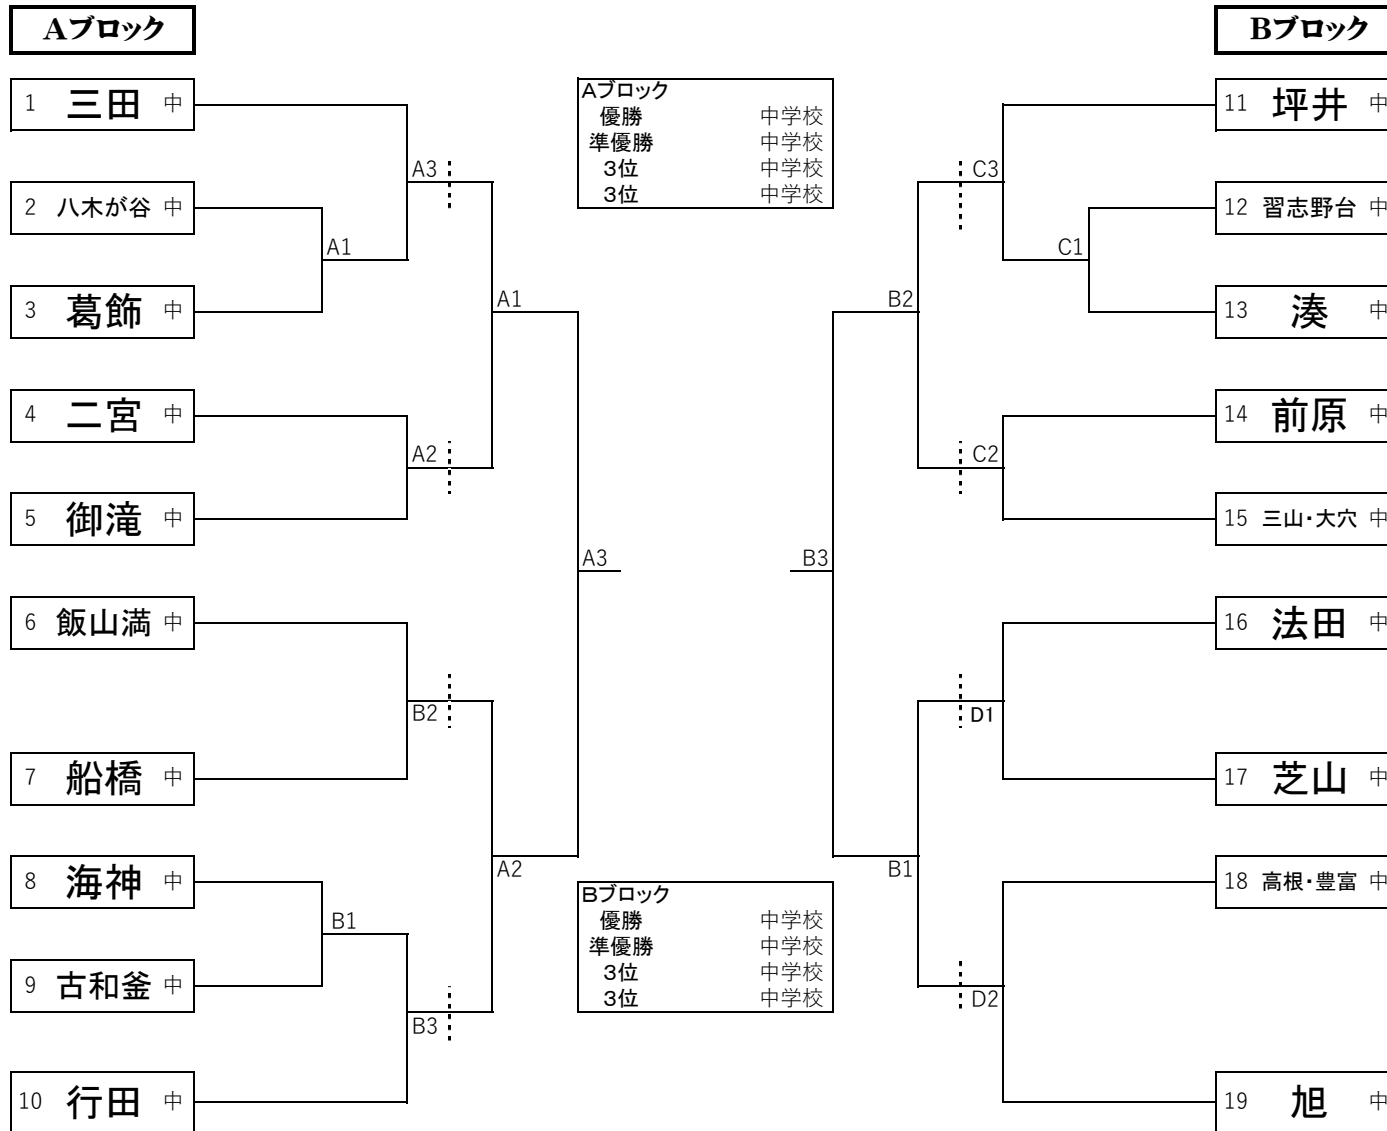 Aブロック
Bブロック
1 三田 中
Aブロック
優勝 中学校
準優勝 中学校
3位 中学校
3位 中学校
11 坪井 中
A3
C3
2 八木が谷 中
12 習志野台 中
A1
C1
3 葛飾 中
A1
B2
13 湊 中
4 二宮 中
14 前原 中
A2
C2
5 御滝 中
15 三山・大穴 中
A3
B3
6 飯山満 中
16 法田 中
B2
D1
7 船橋 中
17 芝山 中
A2
B1
8 海神 中
18 高根・豊富 中
Bブロック
優勝 中学校
準優勝 中学校
3位 中学校
3位 中学校
B1
9 古和釜 中
B3
D2
10 行田 中
19 旭 中